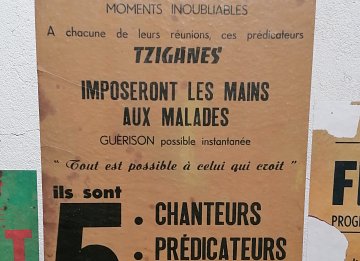 MOMENTS INOUBLIABLES
A chacune de leurs réunions, ces prédicateurs
TZIGANES
IMPOSERONT LES MAINS
AUX MALADES
GUÉRISON possible instantanée
" Tout est possible à celui qui croit "
ils sont
5
• CHANTEURS
• PRÉDICATEURS
T
PROG